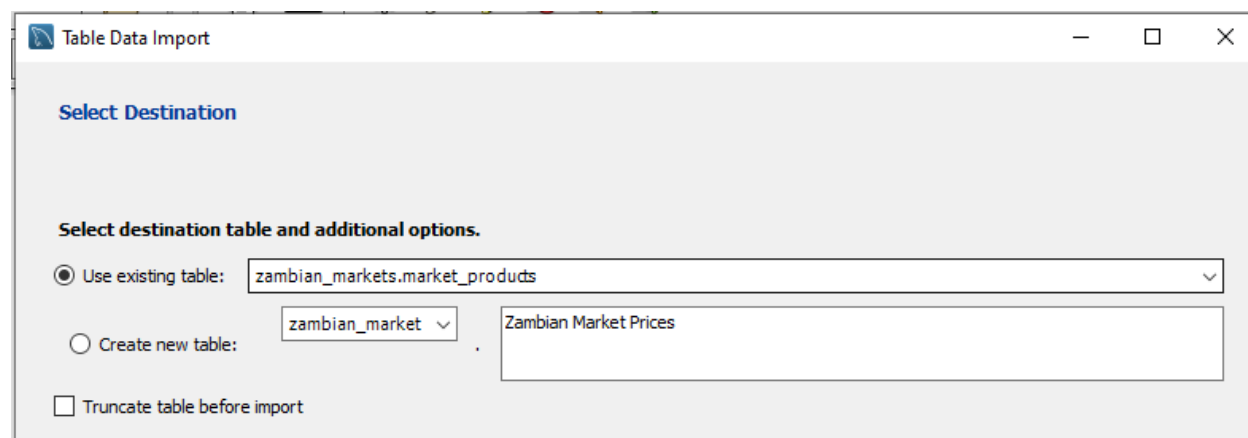 Table Data Import
Select Destination
Select destination table and additional options.
Use existing table: zambian_markets.market_products
Create new table: zambian_market . Zambian Market Prices
Truncate table before import